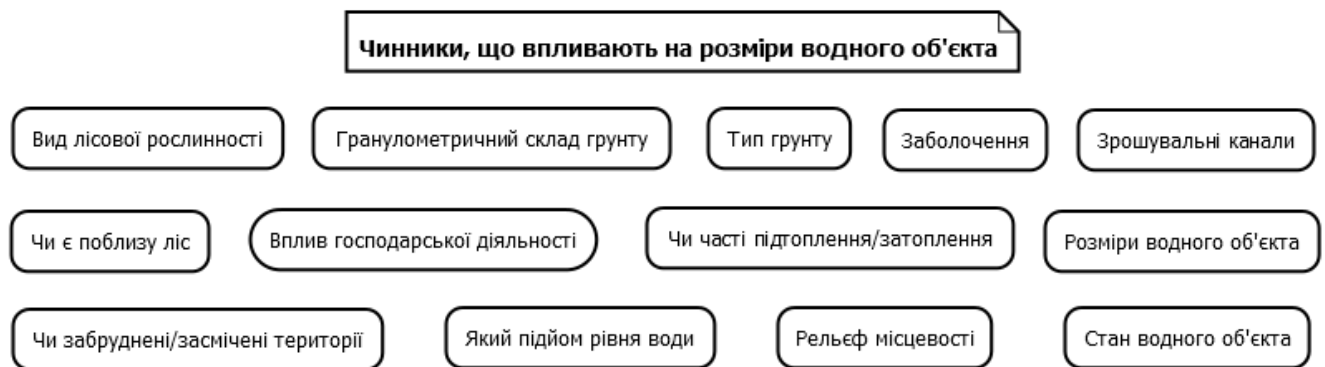 Чинники, що впливають на розміри водного об'єкта
Вид лісової рослинності
Гранулометричний склад грунту
Тип грунту
Заболочення
Зрошувальні канали
Чи є поблизу ліс
Вплив господарської діяльності
Чи часті підтоплення/затоплення
Розміри водного об'єкта
Чи забруднені/засмічені території
Який підйом рівня води
Рельєф місцевості
Стан водного об'єкта